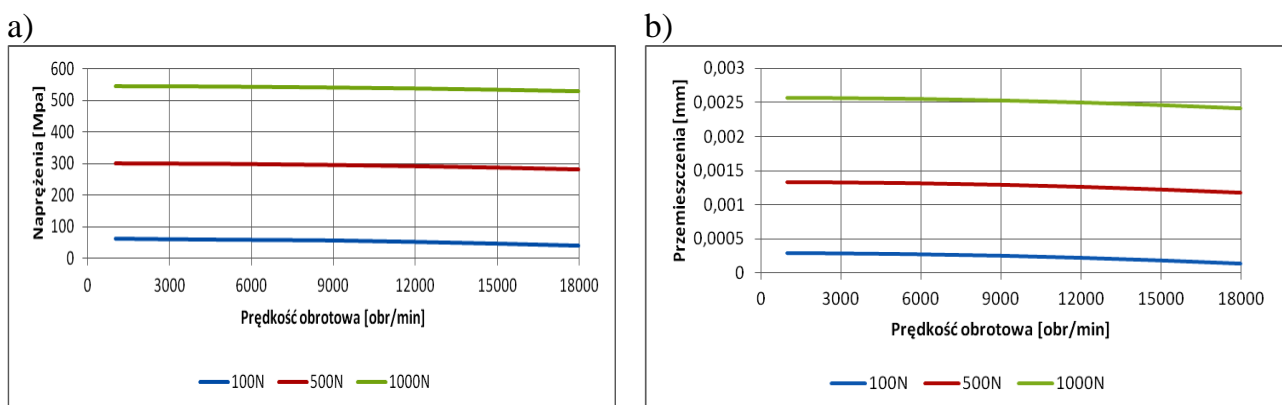 a)
600
500
400
300
200
100
0
Naprężenia [Mpa]
0 3000 6000 9000 12000 15000 18000
Prędkość obrotowa [obr/min]
100N 500N 1000N
b)
0,003
0,0025
0,002
0,0015
0,001
0,0005
0
Przemieszczenia [mm]
0 3000 6000 9000 12000 15000 18000
Prędkość obrotowa [obr/min]
100N 500N 1000N